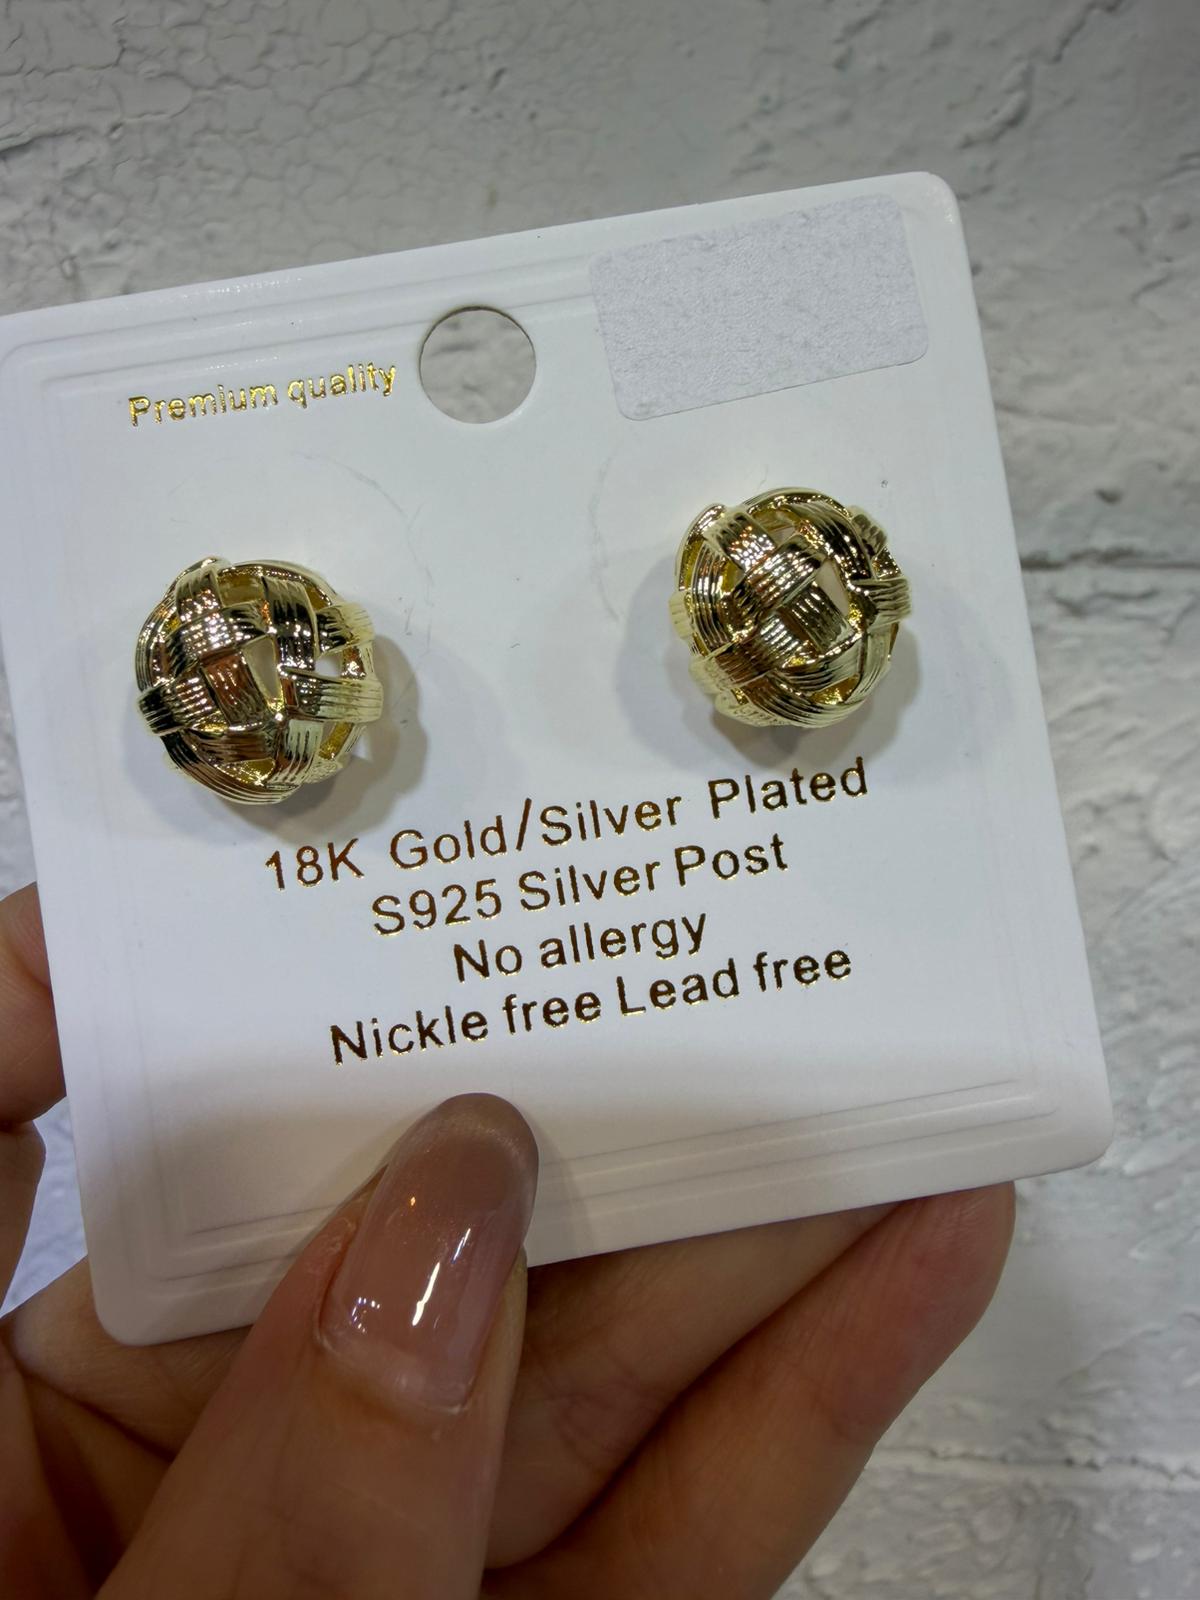 Premium quality
18K Gold/Silver Plated
S925 Silver Post
No allergy
Nickle free Lead free